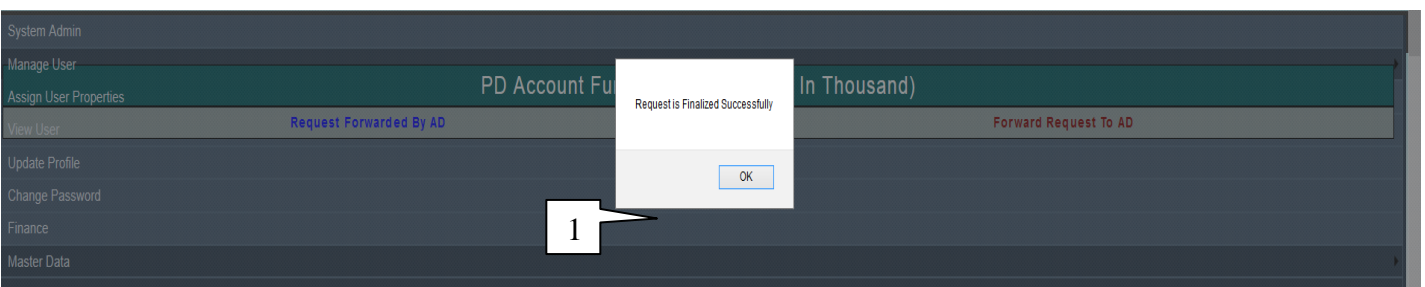 System Admin
Manage User
PD Account Fu
In Thousand)
Assign User Properties
Request is Finalized Successfully
View User
Request Forwarded By AD
Forward Request To AD
Update Profile
OK
Change Password
Finance
1
Master Data